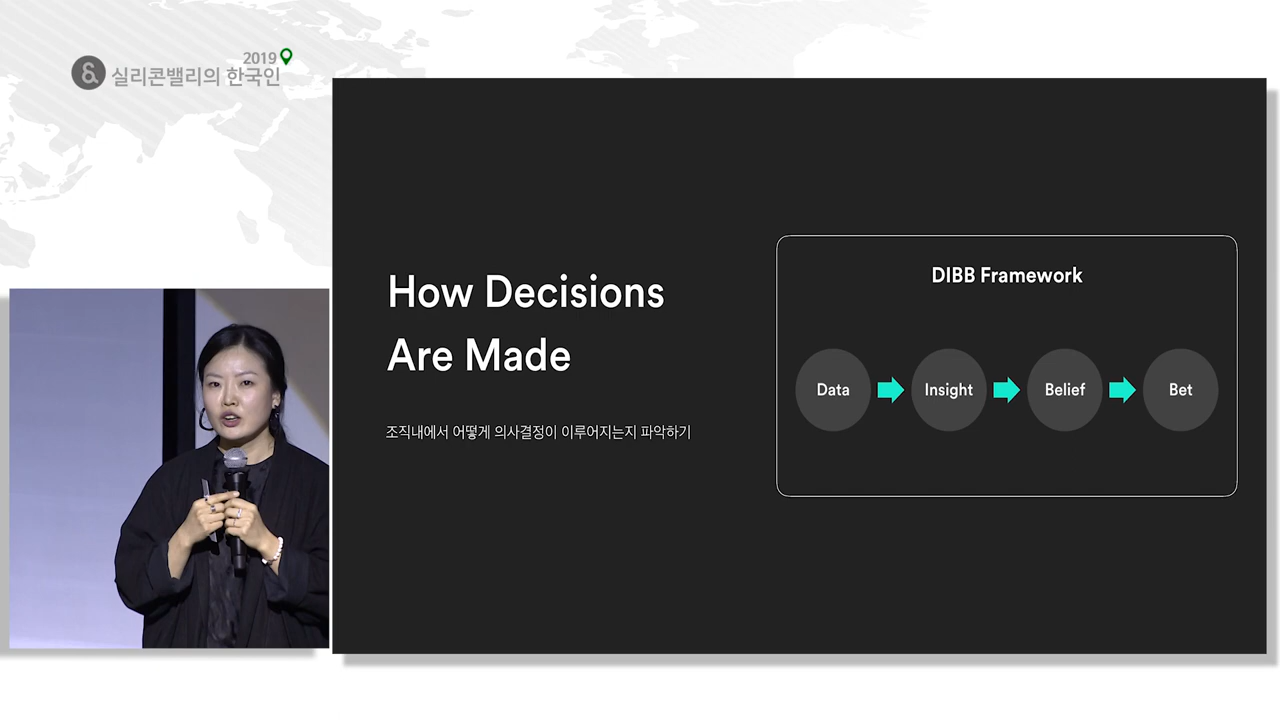 2019
& 실리콘밸리의 한국인
How Decisions
Are Made
조직내에서 어떻게 의사결정이 이루어지는지 파악하기
DIBB Framework
Data
Insight
Belief
Bet